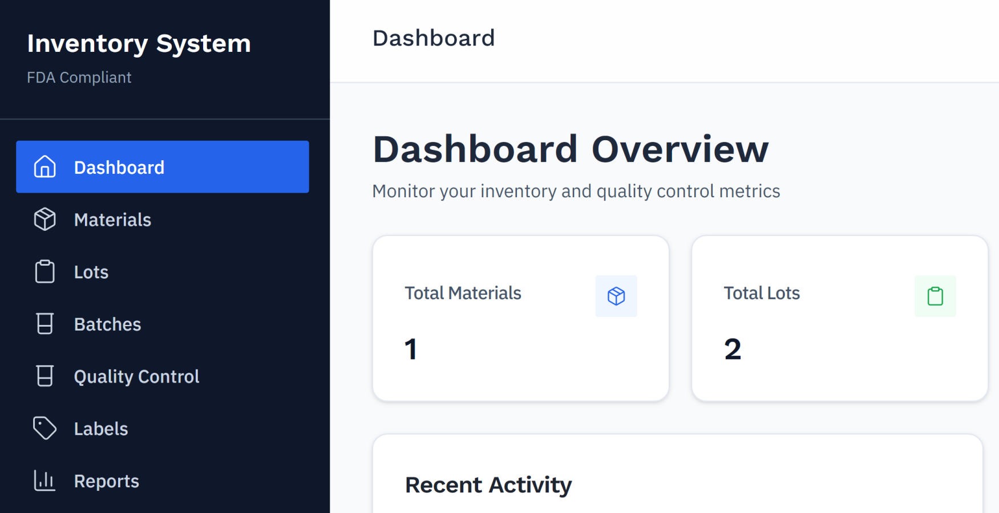 Inventory System
FDA Compliant
Dashboard
Materials
Lots
Batches
Quality Control
Labels
Reports
Dashboard
Dashboard Overview
Monitor your inventory and quality control metrics
Total Materials
1
Total Lots
2
Recent Activity